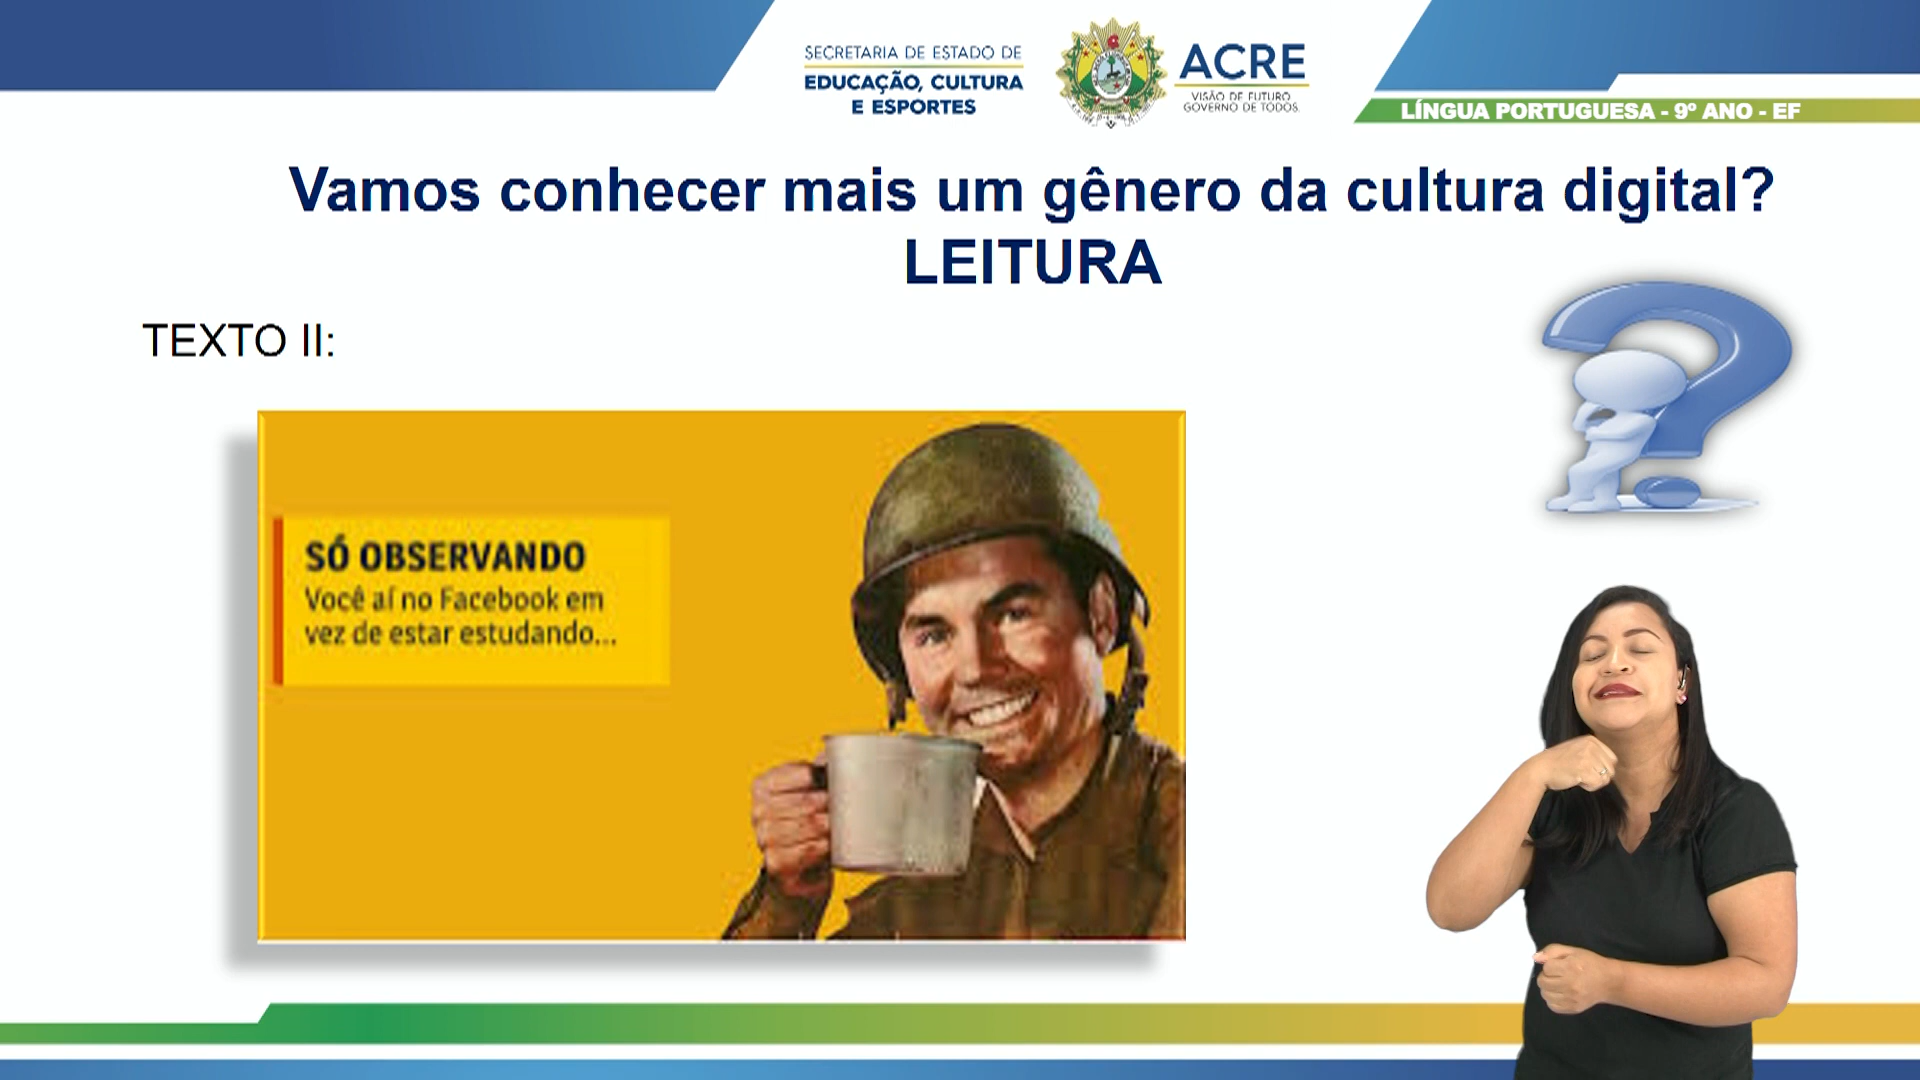 SECRETARIA DE ESTADO DE
EDUCAÇÃO, CULTURA
E ESPORTES
ACRE
VISÃO DE FUTURO
GOVERNO DE TODOS.
LÍNGUA PORTUGUESA - 9º ANO - EF
Vamos conhecer mais um gênero da cultura digital?
LEITURA
TEXTO II:
SÓ OBSERVANDO
Você aí no Facebook em
vez de estar estudando...